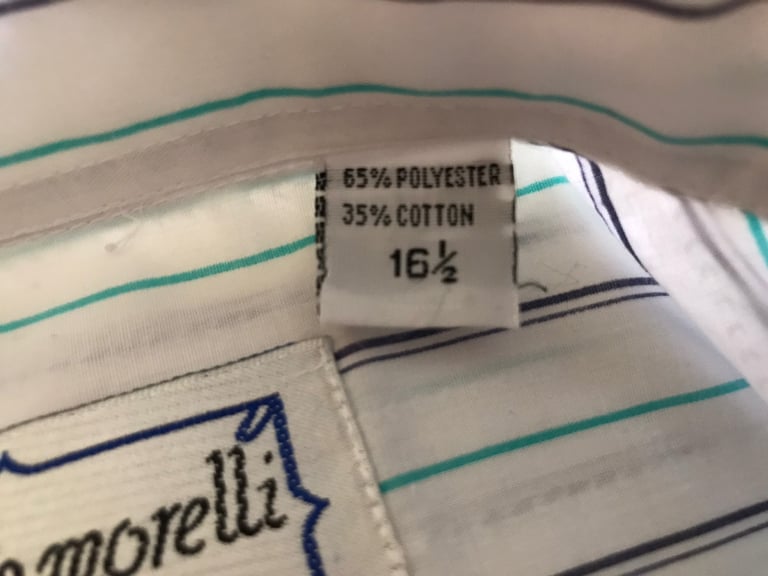 65% POLYESTER
35% COTTON
16½
morelli